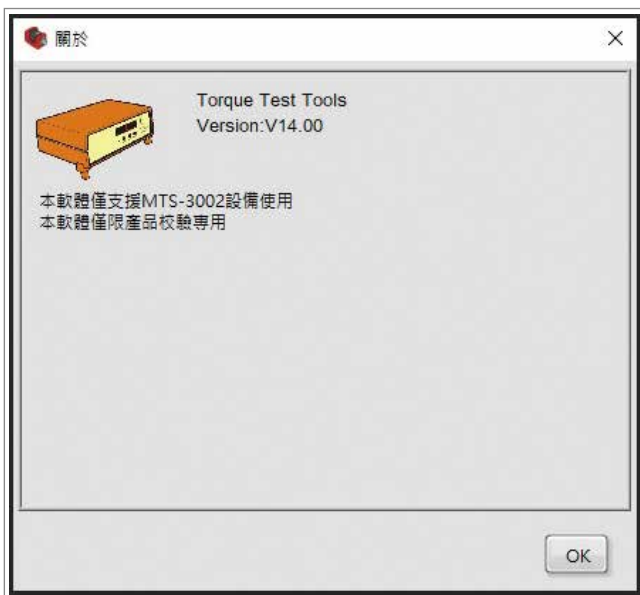 關於
Torque Test Tools
Version:V14.00
本軟體僅支援MTS-3002設備使用
本軟體僅限產品校驗専用
OK